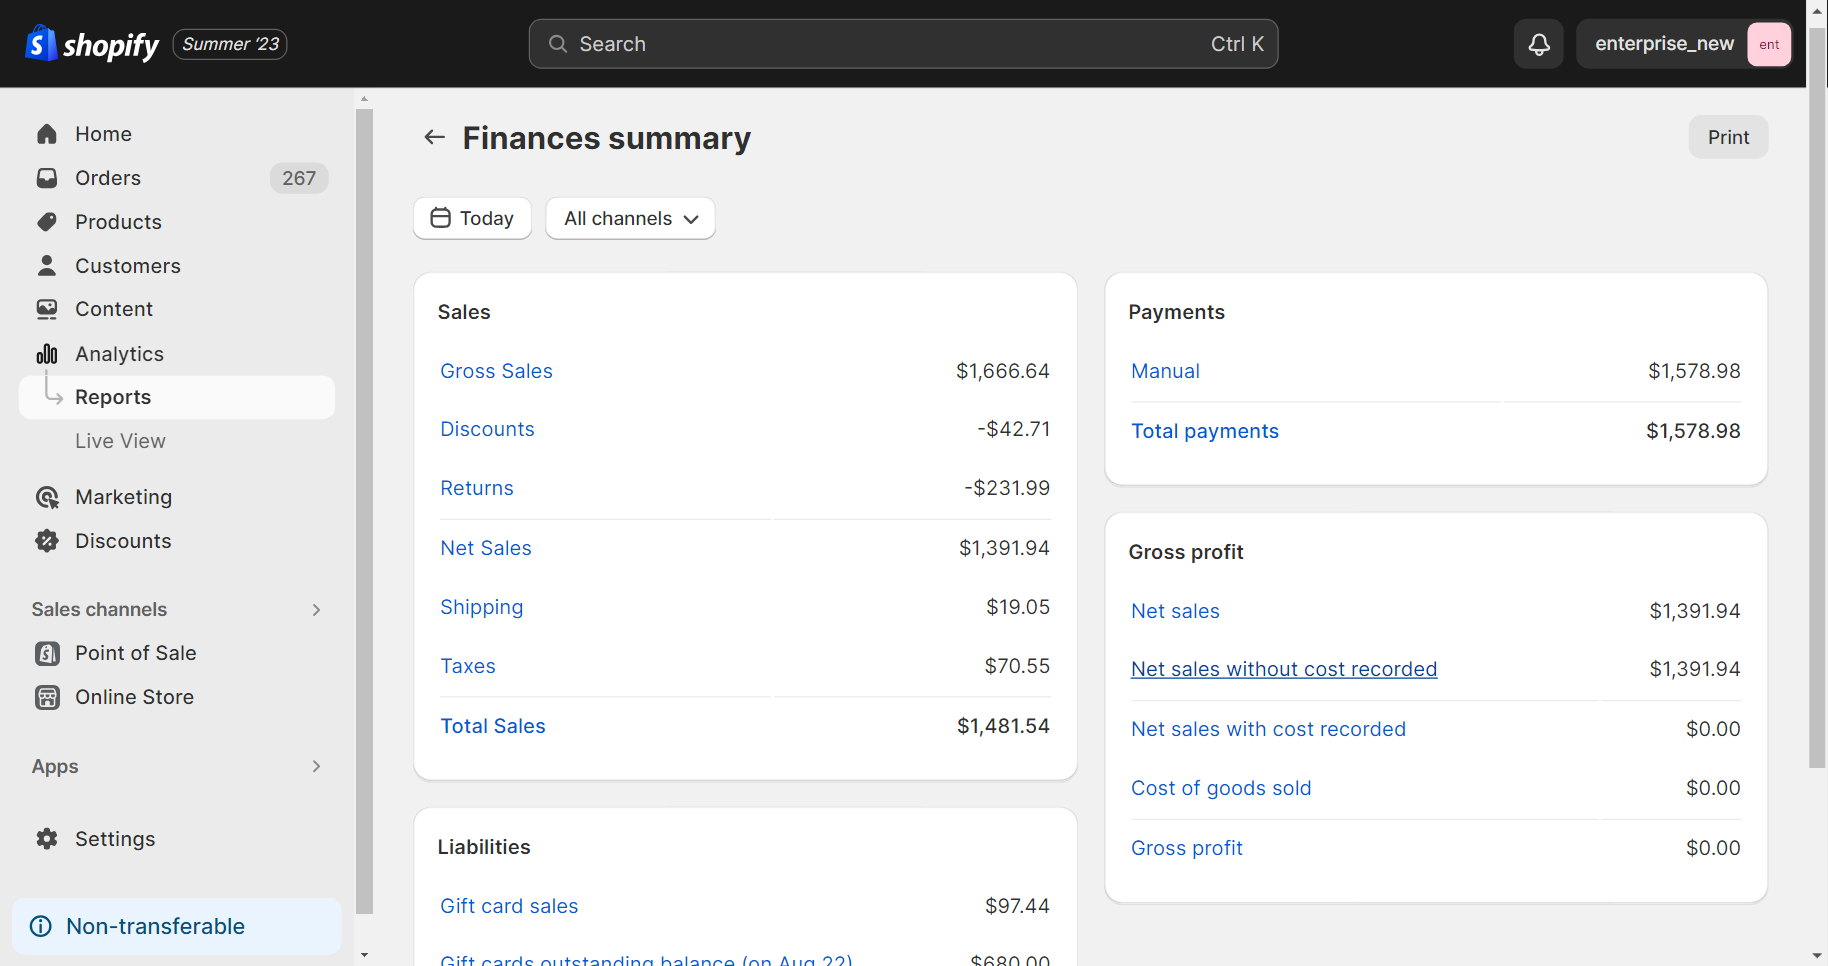 shopify
Summer '23
Search
Ctrl K
enterprise_new
ent
Home
Orders
267
Products
Customers
Content
Analytics
Reports
Live View
Marketing
Discounts
Sales channels
Point of Sale
Online Store
Apps
Settings
Non-transferable
Finances summary
Print
Today
All channels
Sales
Gross Sales $1,666.64
Discounts -$42.71
Returns -$231.99
Net Sales $1,391.94
Shipping $19.05
Taxes $70.55
Total Sales $1,481.54
Liabilities
Gift card sales $97.44
Gift cards outstanding balance (on Aug 22) $680.00
Payments
Manual $1,578.98
Total payments $1,578.98
Gross profit
Net sales $1,391.94
Net sales without cost recorded $1,391.94
Net sales with cost recorded $0.00
Cost of goods sold $0.00
Gross profit $0.00